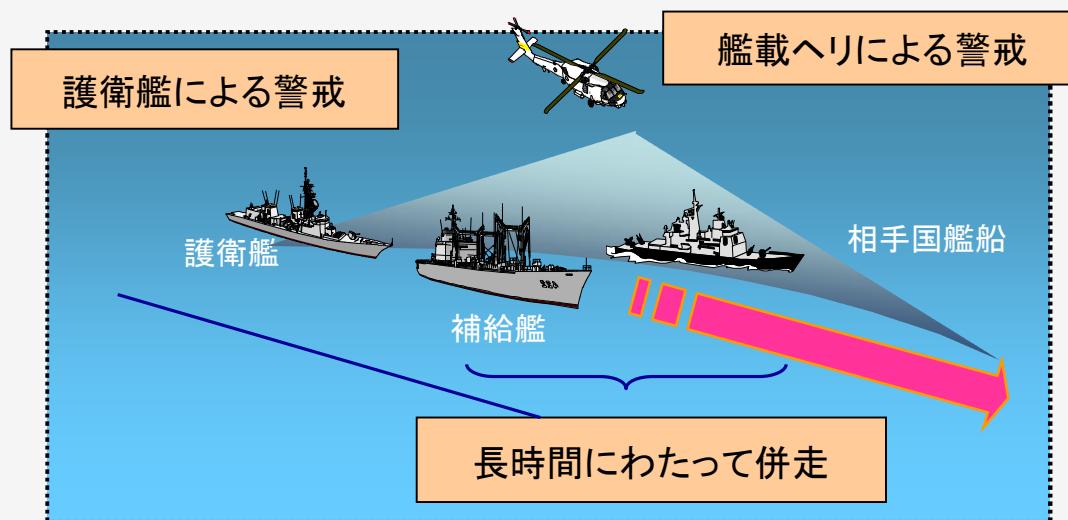 艦載ヘリによる警戒
護衛艦による警戒
護衛艦
相手国艦船
補給艦
長時間にわたって併走